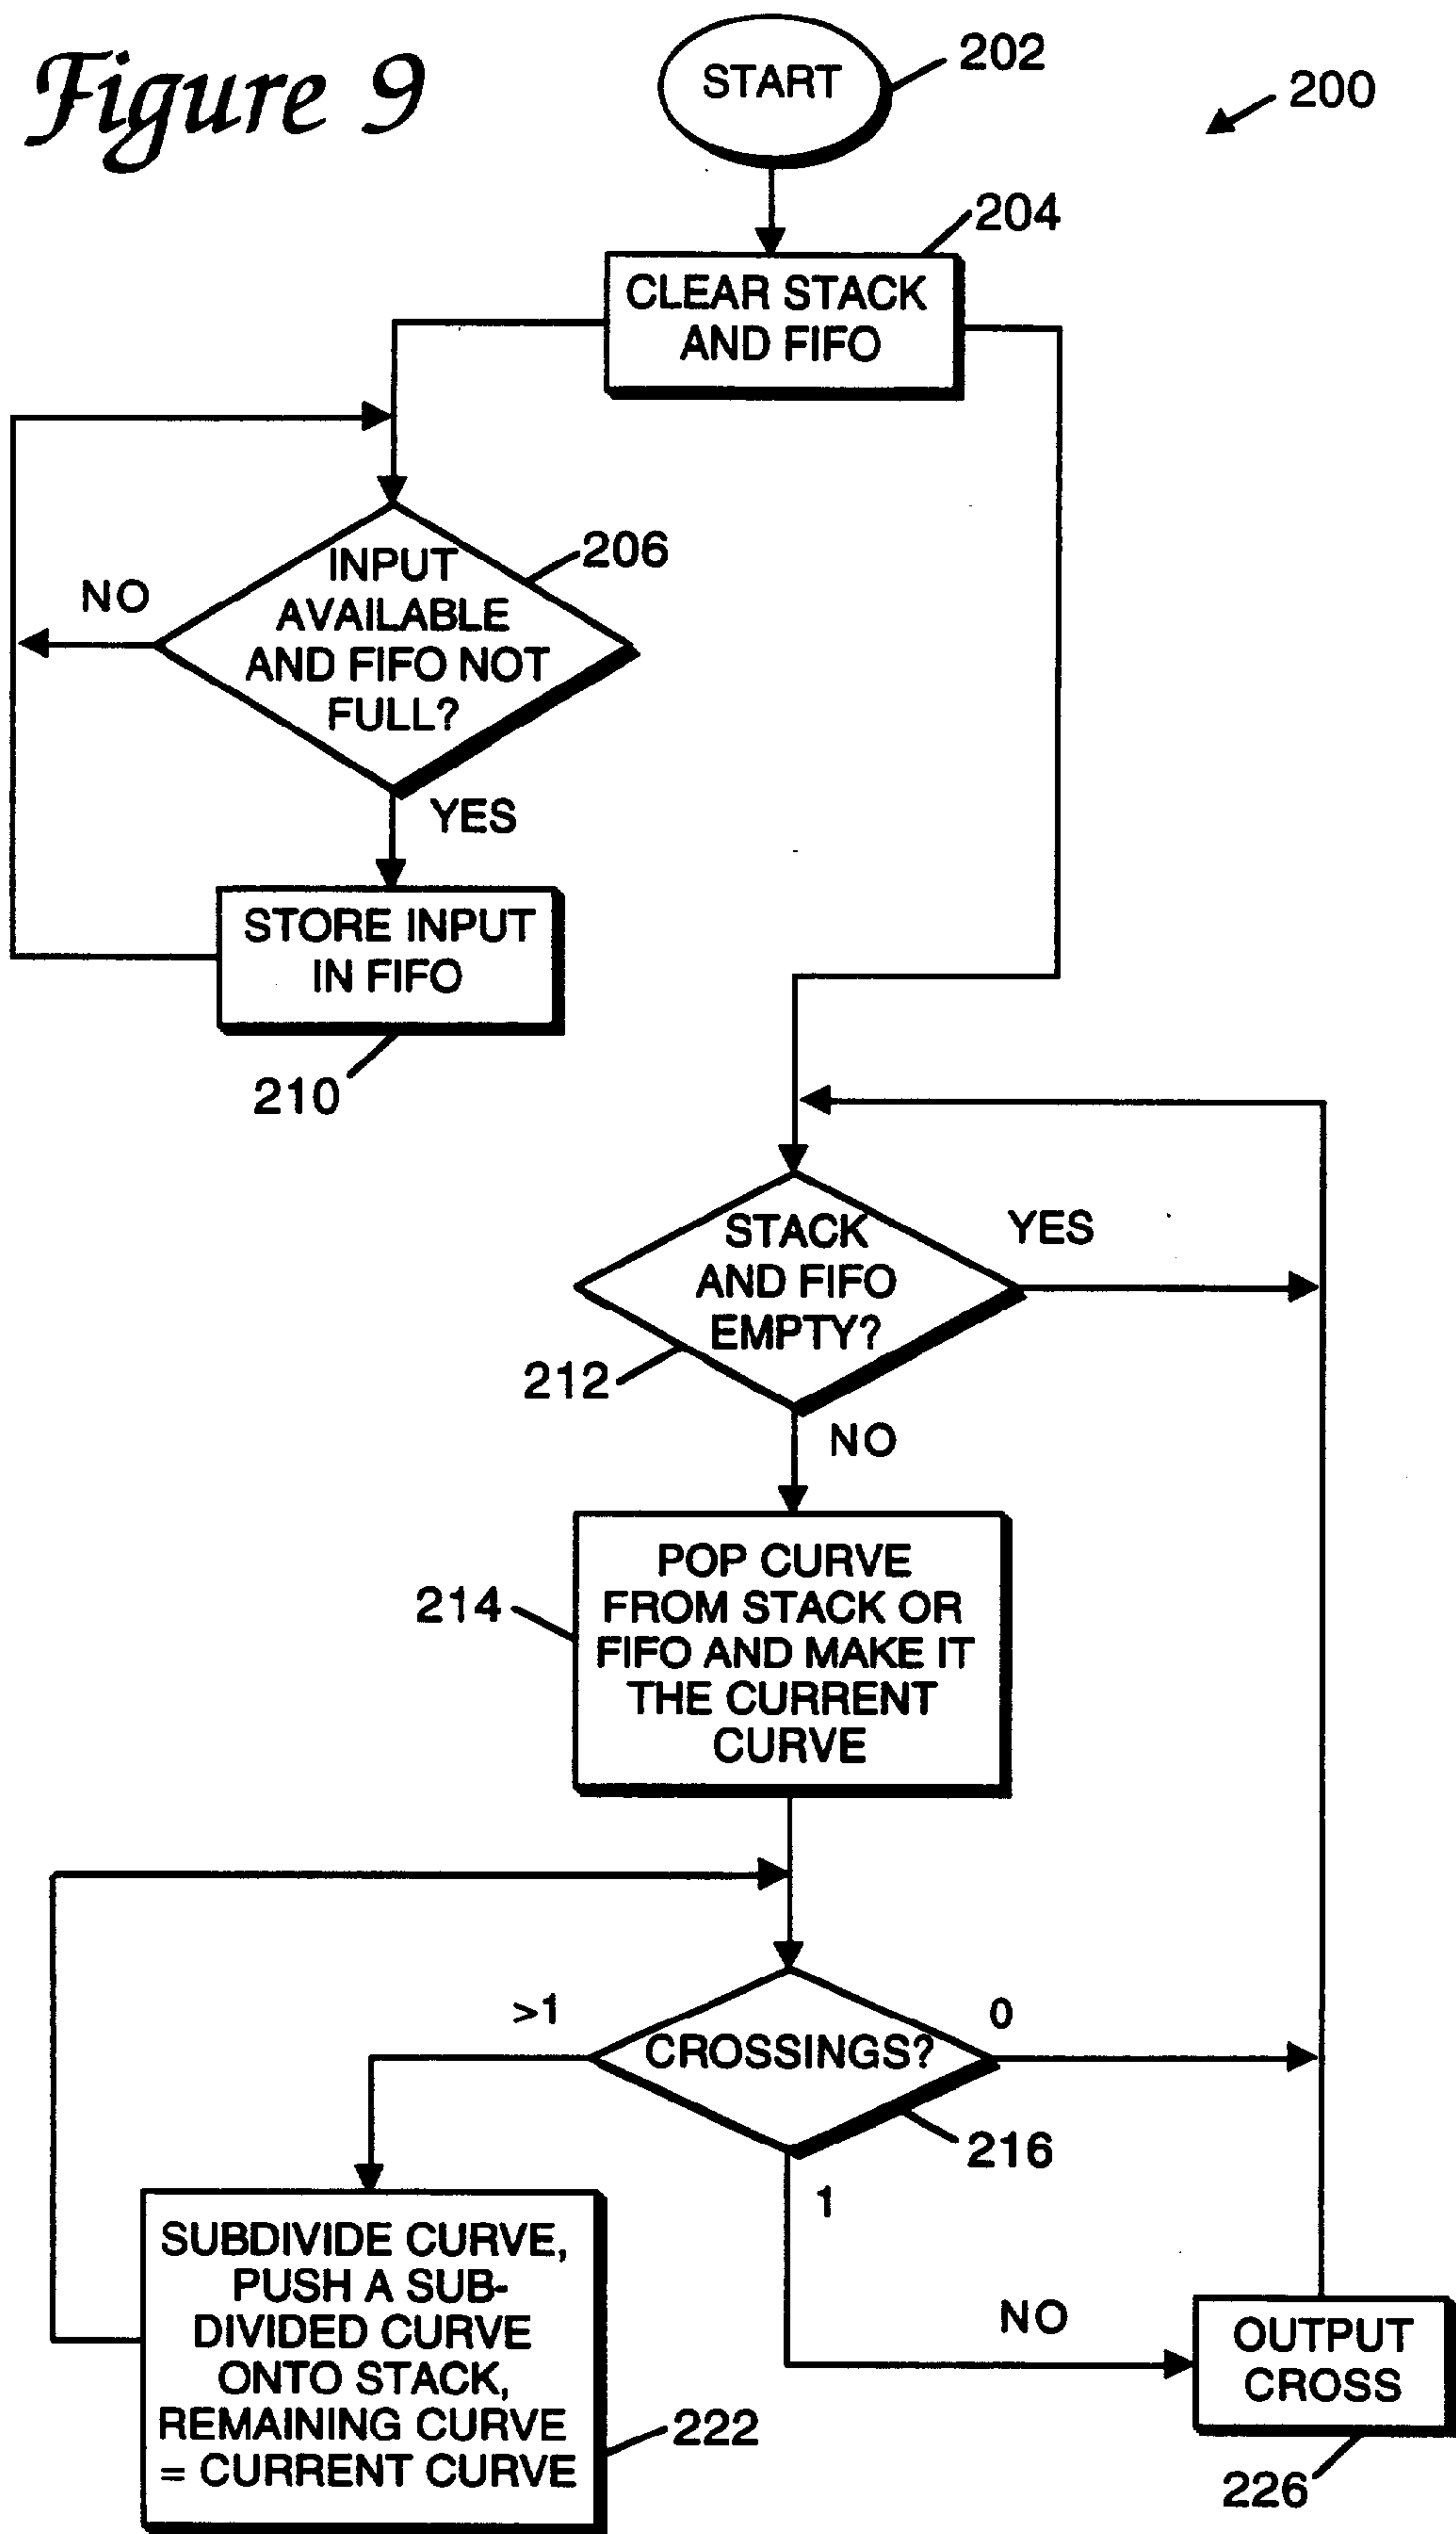 Figure 9
START
202
200
204
CLEAR STACK
AND FIFO
206
INPUT
AVAILABLE
AND FIFO NOT
FULL?
NO
YES
STORE INPUT
IN FIFO
210
STACK
AND FIFO
EMPTY?
YES
212
NO
214
POP CURVE
FROM STACK OR
FIFO AND MAKE IT
THE CURRENT
CURVE
>1
CROSSINGS?
0
216
1
SUBDIVIDE CURVE,
PUSH A SUB-
DIVIDED CURVE
ONTO STACK,
REMAINING CURVE
= CURRENT CURVE
222
NO
OUTPUT
CROSS
226